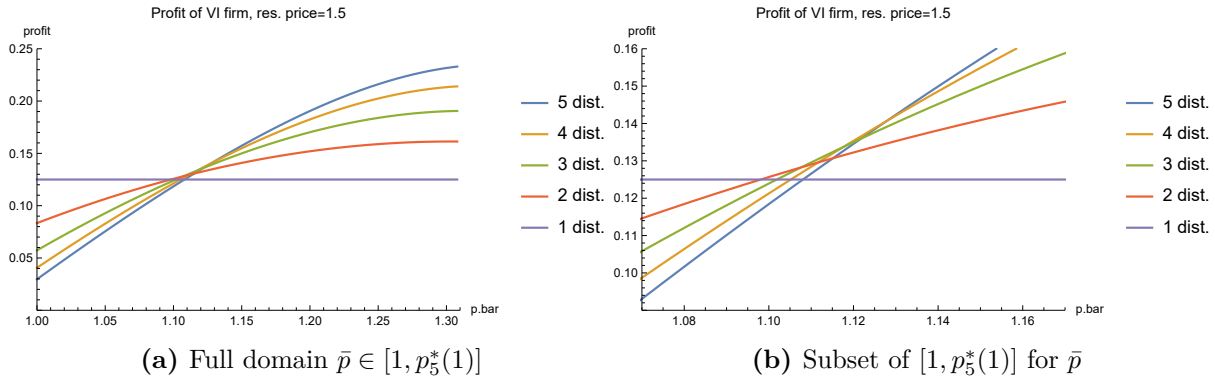 Profit of VI firm, res. price=1.5
profit
0.25
0.20
0.15
0.10
0.05
1.00
1.05
1.10
1.15
1.20
1.25
1.30
p.bar
5 dist.
4 dist.
3 dist.
2 dist.
1 dist.
(a) Full domain p̄ ∈ [1, p₅*(1)]
Profit of VI firm, res. price=1.5
profit
0.16
0.15
0.14
0.13
0.12
0.11
0.10
1.08
1.10
1.12
1.14
1.16
p.bar
5 dist.
4 dist.
3 dist.
2 dist.
1 dist.
(b) Subset of [1, p₅*(1)] for p̄